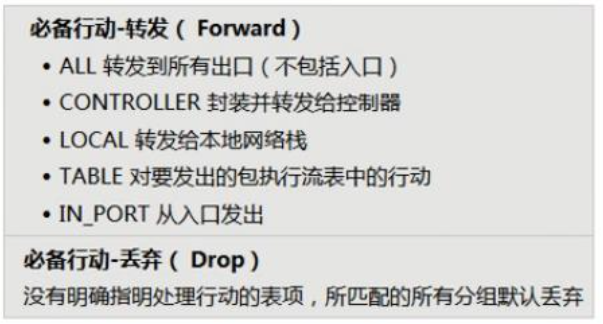 必备行动-转发（ Forward）
• ALL 转发到所有出口（不包括入口）
• CONTROLLER 封装并转发给控制器
• LOCAL 转发给本地网络栈
• TABLE 对要发出的包执行流表中的行动
• IN_PORT 从入口发出
必备行动-丢弃（ Drop）
没有明确指明处理行动的表项，所匹配的所有分组默认丢弃